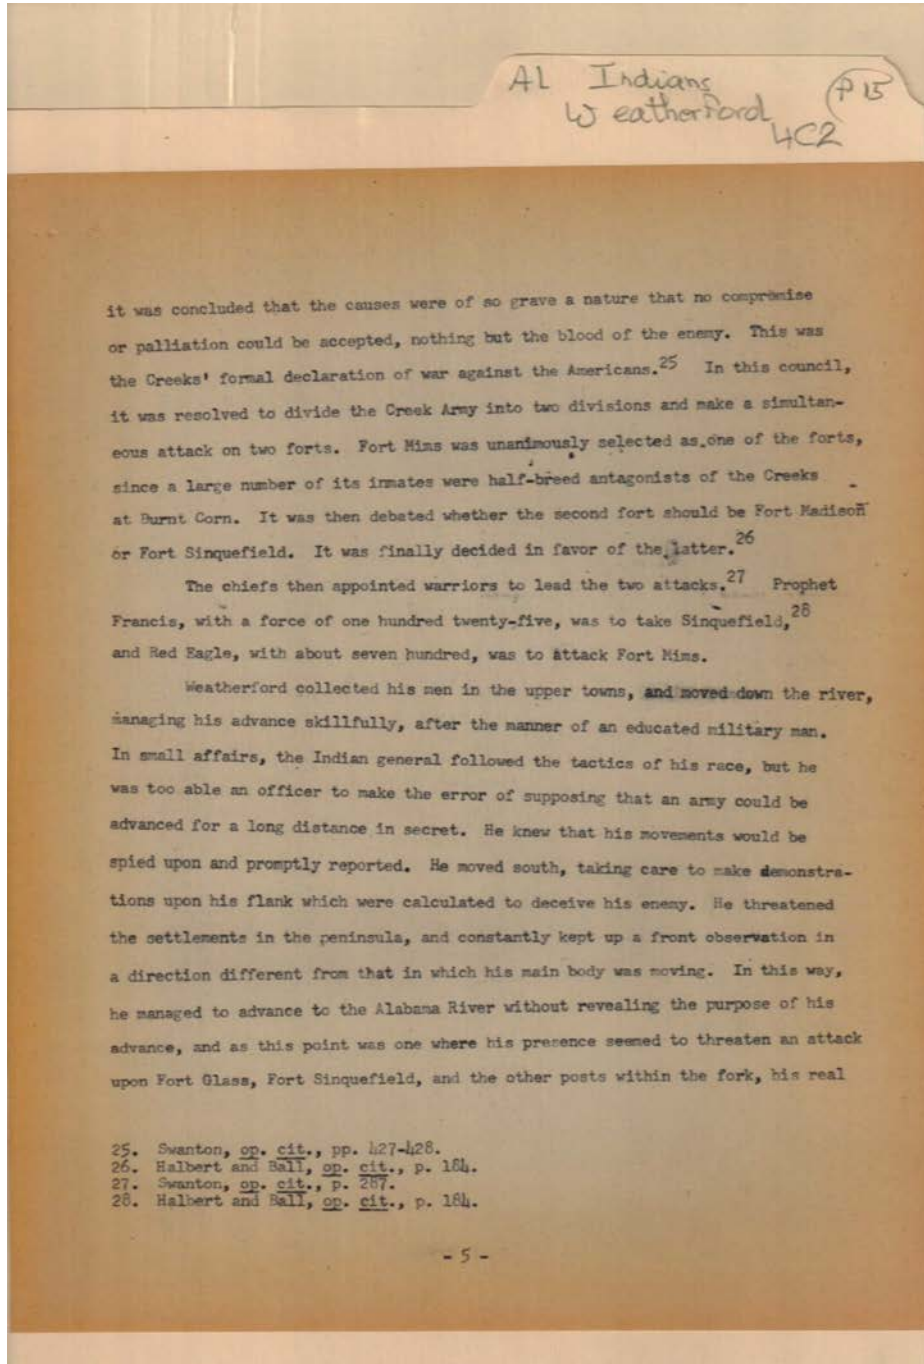 AL Indians P 15
Weatherford
4C2
it was concluded that the causes were of so grave a nature that no compromise
or palliation could be accepted, nothing but the blood of the enemy. This was
the Creeks' formal declaration of war against the Americans.25 In this council,
it was resolved to divide the Creek Army into two divisions and make a simultan-
eous attack on two forts. Fort Mims was unanimously selected as one of the forts,
since a large number of its inmates were half-breed antagonists of the Creeks
at Burnt Corn. It was then debated whether the second fort should be Fort Madison
or Fort Sinquefield. It was finally decided in favor of the latter.26
The chiefs then appointed warriors to lead the two attacks.27 Prophet
Francis, with a force of one hundred twenty-five, was to take Sinquefield,28
and Red Eagle, with about seven hundred, was to attack Fort Mims.
Weatherford collected his men in the upper towns, and moved down the river,
managing his advance skillfully, after the manner of an educated military man.
In small affairs, the Indian general followed the tactics of his race, but he
was too able an officer to make the error of supposing that an army could be
advanced for a long distance in secret. He knew that his movements would be
spied upon and promptly reported. He moved south, taking care to make demonstra-
tions upon his flank which were calculated to deceive his enemy. He threatened
the settlements in the peninsula, and constantly kept up a front observation in
a direction different from that in which his main body was moving. In this way,
he managed to advance to the Alabama River without revealing the purpose of his
advance, and as this point was one where his presence seemed to threaten an attack
upon Fort Glass, Fort Sinquefield, and the other posts within the fork, his real
25. Swanton, op. cit., pp. 427-428.
26. Halbert and Ball, op. cit., p. 184.
27. Swanton, op. cit., p. 287.
28. Halbert and Ball, op. cit., p. 184.
- 5 -